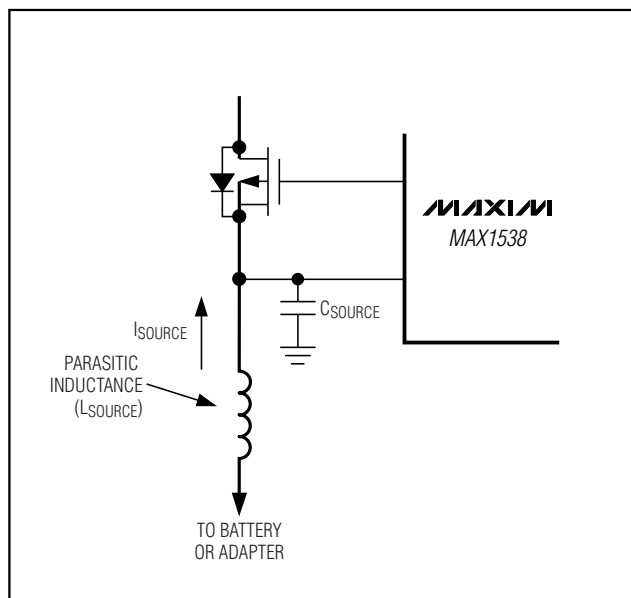 MAXIM
MAX1538
CSOURCE
ISOURCE
PARASITIC
INDUCTANCE
(LSOURCE)
TO BATTERY
OR ADAPTER